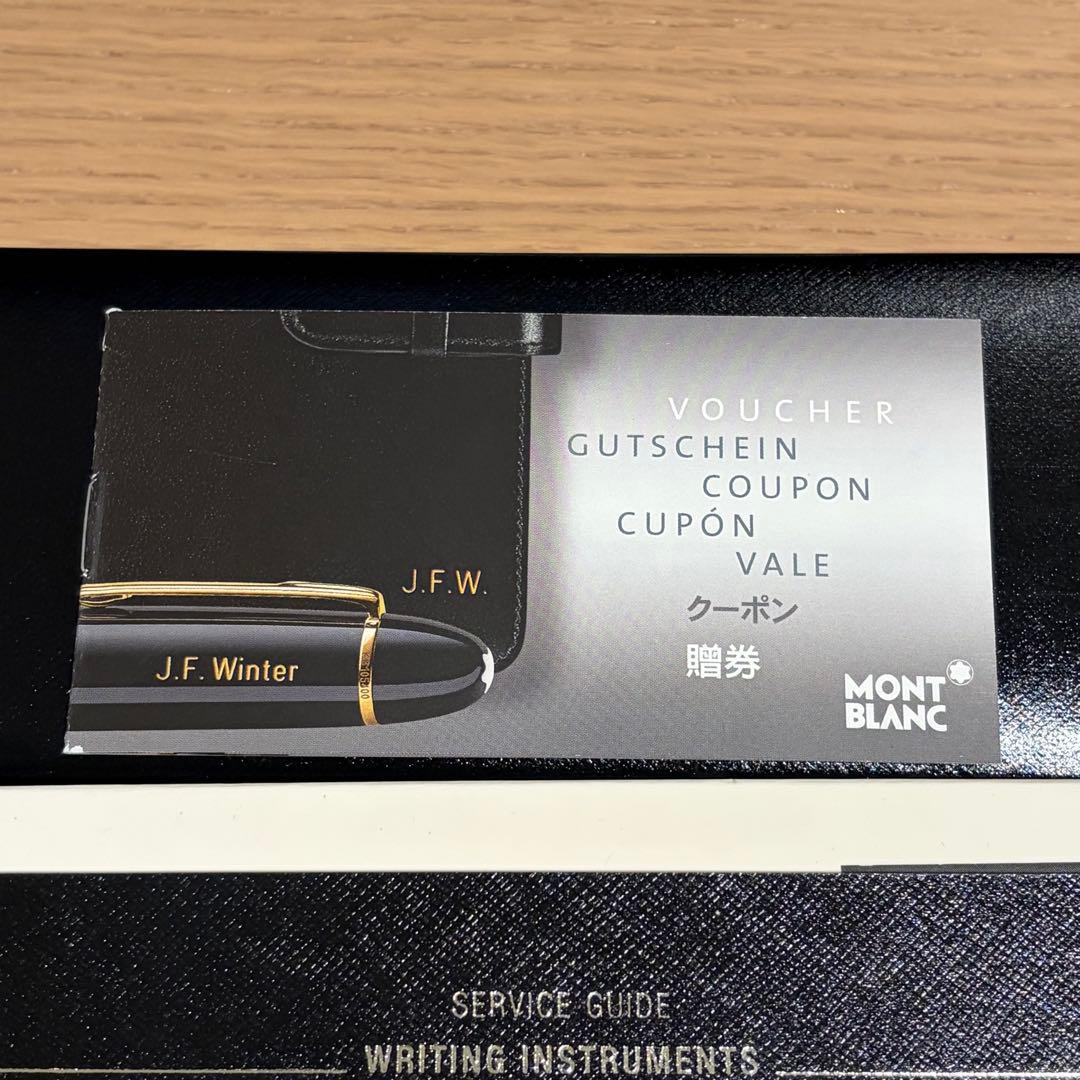 VOUCHER
GUTSCHEIN
COUPON
CUPÓN
VALE
クーポン
贈券
J.F.W.
J.F. Winter
MONT
BLANC
SERVICE GUIDE
WRITING INSTRUMENTS